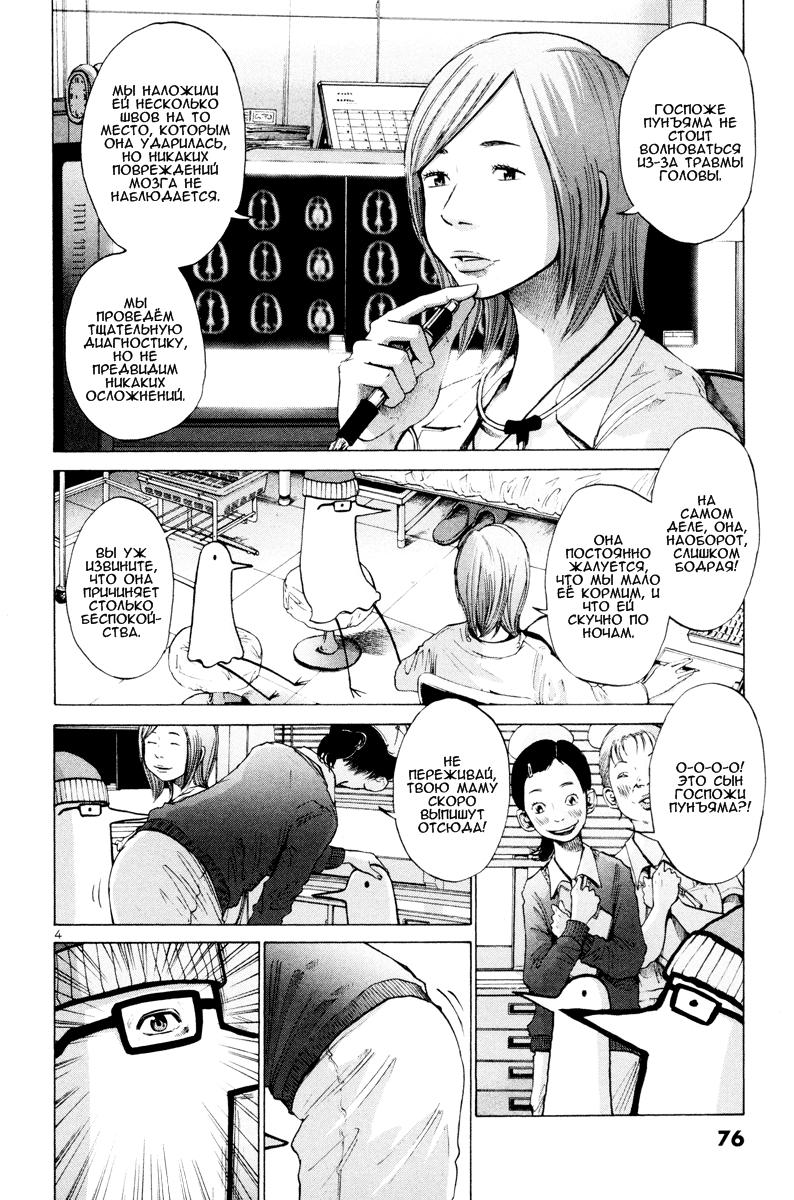 ГОСПОЖЕ
ПУНЪЯМА НЕ
СТОИТ
ВОЛНОВАТЬСЯ
ИЗ-ЗА ТРАВМЫ
ГОЛОВЫ.
МЫ НАЛОЖИЛИ
ЕЙ НЕСКОЛЬКО
ШВОВ НА ТО
МЕСТО, КОТОРЫМ
ОНА УДАРИЛАСЬ,
НО НИКАКИХ
ПОВРЕЖДЕНИЙ
МОЗГА НЕ
НАБЛЮДАЕТСЯ.
МЫ
ПРОВЕДЁМ
ТЩАТЕЛЬНУЮ
ДИАГНОСТИКУ,
НО НЕ
ПРЕДВИДИМ
НИКАКИХ
ОСЛОЖНЕНИЙ.
НА
САМОМ
ДЕЛЕ, ОНА,
НАОБОРОТ,
СЛИШКОМ
БОДРАЯ!
ОНА
ПОСТОЯННО
ЖАЛУЕТСЯ,
ЧТО МЫ МАЛО
ЕЁ КОРМИМ, И
ЧТО ЕЙ
СКУЧНО ПО
НОЧАМ.
ВЫ УЖ
ИЗВИНИТЕ,
ЧТО ОНА
ПРИЧИНЯЕТ
СТОЛЬКО
БЕСПОКОЙ-
СТВА.
О-О-О-О!
ЭТО СЫН
ГОСПОЖИ
ПУНЪЯМА?!
НЕ
ПЕРЕЖИВАЙ,
ТВОЮ МАМУ
СКОРО
ВЫПИШУТ
ОТСЮДА!
4
76